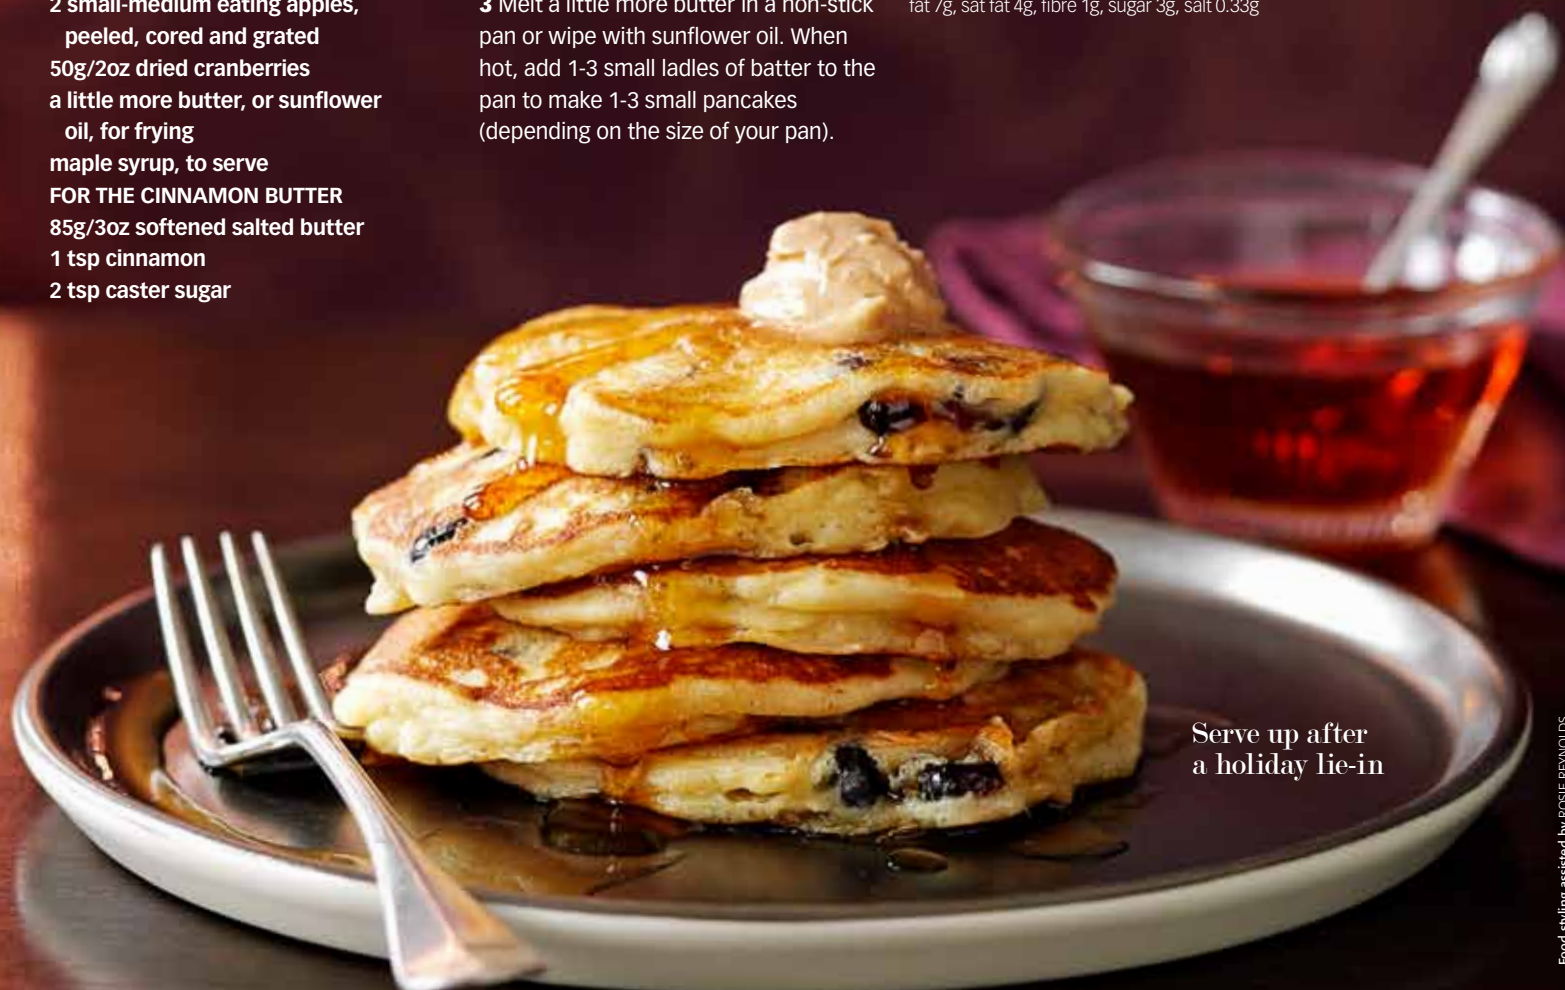 2 small-medium eating apples,
peeled, cored and grated
50g/2oz dried cranberries
a little more butter, or sunflower
oil, for frying
maple syrup, to serve
FOR THE CINNAMON BUTTER
85g/3oz softened salted butter
1 tsp cinnamon
2 tsp caster sugar
3 Melt a little more butter in a non-stick
pan or wipe with sunflower oil. When
hot, add 1-3 small ladles of batter to the
pan to make 1-3 small pancakes
(depending on the size of your pan).
fat 7g, sat fat 4g, fibre 1g, sugar 3g, salt 0.33g
Serve up after
a holiday lie-in
Food styling assisted by ROSIE REYNOLDS